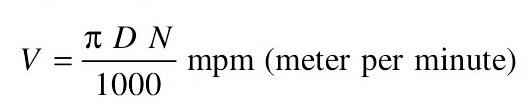 V = π D N / 1000 mpm (meter per minute)